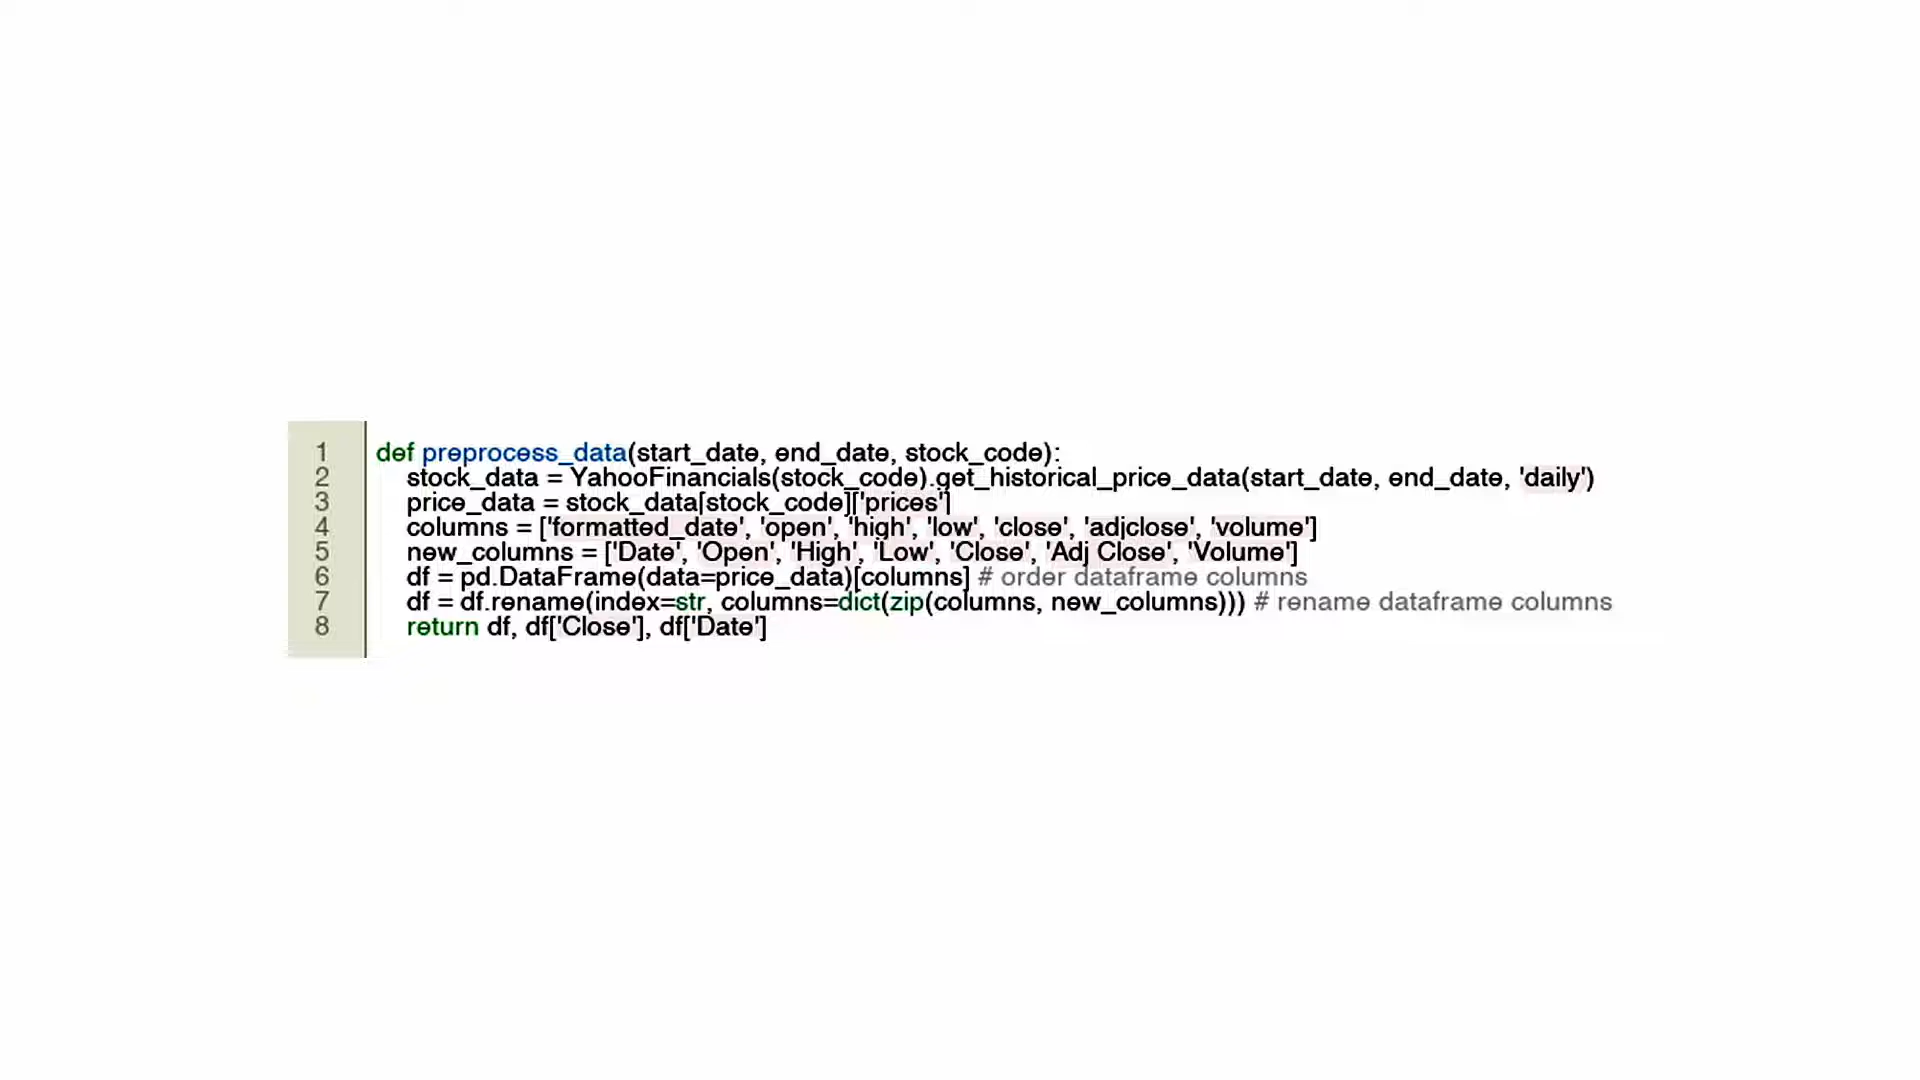 1 def preprocess_data(start_date, end_date, stock_code):
2 stock_data = YahooFinancials(stock_code).get_historical_price_data(start_date, end_date, 'daily')
3 price_data = stock_data[stock_code]['prices']
4 columns = ['formatted_date', 'open', 'high', 'low', 'close', 'adjclose', 'volume']
5 new_columns = ['Date', 'Open', 'High', 'Low', 'Close', 'Adj Close', 'Volume']
6 df = pd.DataFrame(data=price_data)[columns] # order dataframe columns
7 df = df.rename(index=str, columns=dict(zip(columns, new_columns))) # rename dataframe columns
8 return df, df['Close'], df['Date']